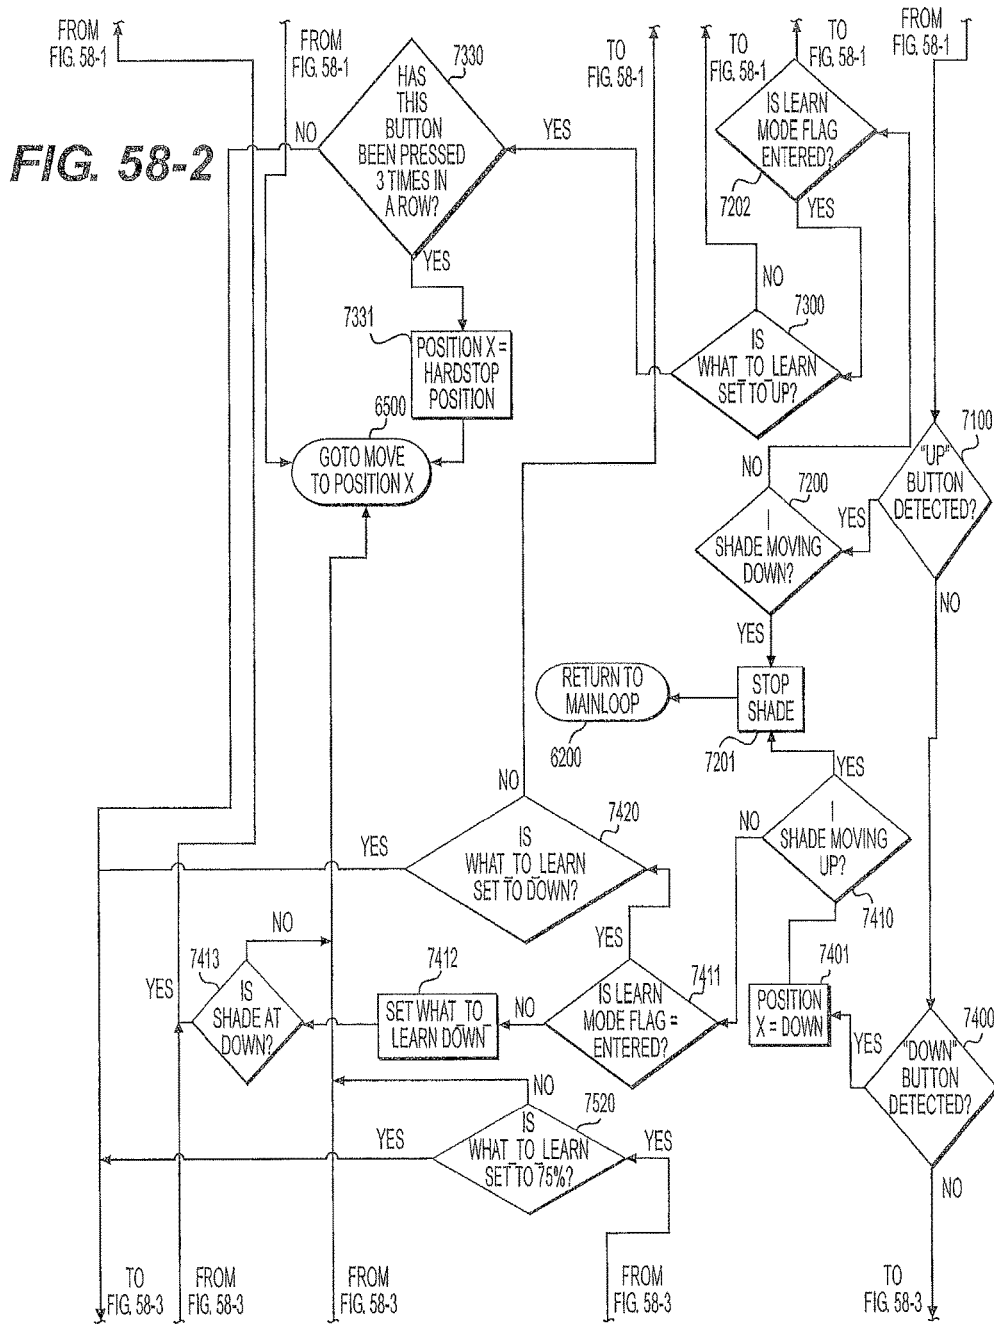 FROM
FIG. 58-1
FROM
FIG. 58-1
TO
FIG. 58-1
TO
FIG. 58-1
TO
FIG. 58-1
FROM
FIG. 58-1
FIG. 58-2
7330
HAS
THIS
BUTTON
BEEN PRESSED
3 TIMES IN
A ROW?
NO
YES
YES
IS LEARN
MODE FLAG
ENTERED?
7202
YES
NO
7300
IS
WHAT_TO_LEARN
SET TO UP?
7331
POSITION X =
HARDSTOP
POSITION
6500
GOTO MOVE
TO POSITION X
7100
"UP"
BUTTON
DETECTED?
YES
NO
NO
7200
I
SHADE MOVING
DOWN?
YES
STOP
SHADE
7201
RETURN TO
MAINLOOP
6200
YES
NO
I
SHADE MOVING
UP?
7410
NO
7420
IS
WHAT_TO_LEARN
SET TO DOWN?
YES
YES
NO
7413
IS
SHADE AT
DOWN?
YES
7412
SET WHAT_TO_
LEARN DOWN
NO
7411
IS LEARN
MODE FLAG =
ENTERED?
7401
POSITION
X = DOWN
YES
7400
"DOWN"
BUTTON
DETECTED?
NO
NO
7520
IS
WHAT_TO_LEARN
SET TO 75%?
YES
YES
TO
FIG. 58-3
FROM
FIG. 58-3
FROM
FIG. 58-3
FROM
FIG. 58-3
TO
FIG. 58-3